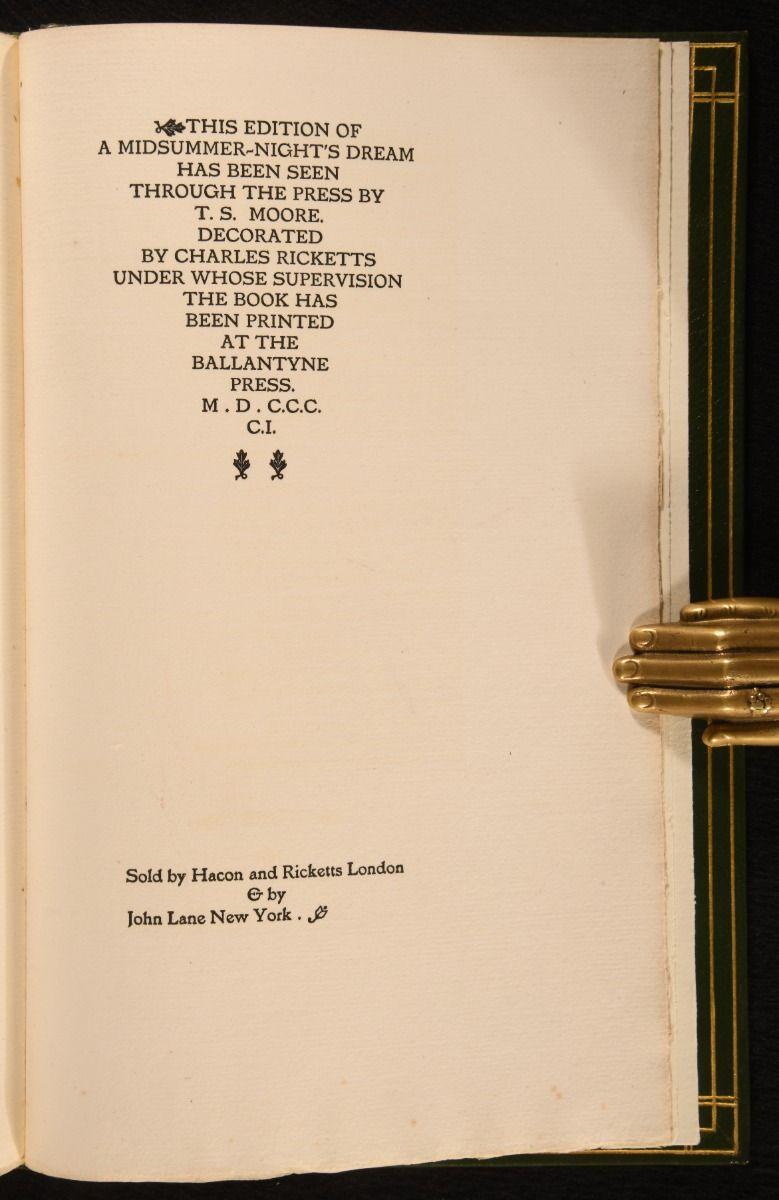 THIS EDITION OF
A MIDSUMMER-NIGHT'S DREAM
HAS BEEN SEEN
THROUGH THE PRESS BY
T. S. MOORE.
DECORATED
BY CHARLES RICKETTS
UNDER WHOSE SUPERVISION
THE BOOK HAS
BEEN PRINTED
AT THE
BALLANTYNE
PRESS.
M . D . C.C.C.
C.I.
Sold by Hacon and Ricketts London
& by
John Lane New York .